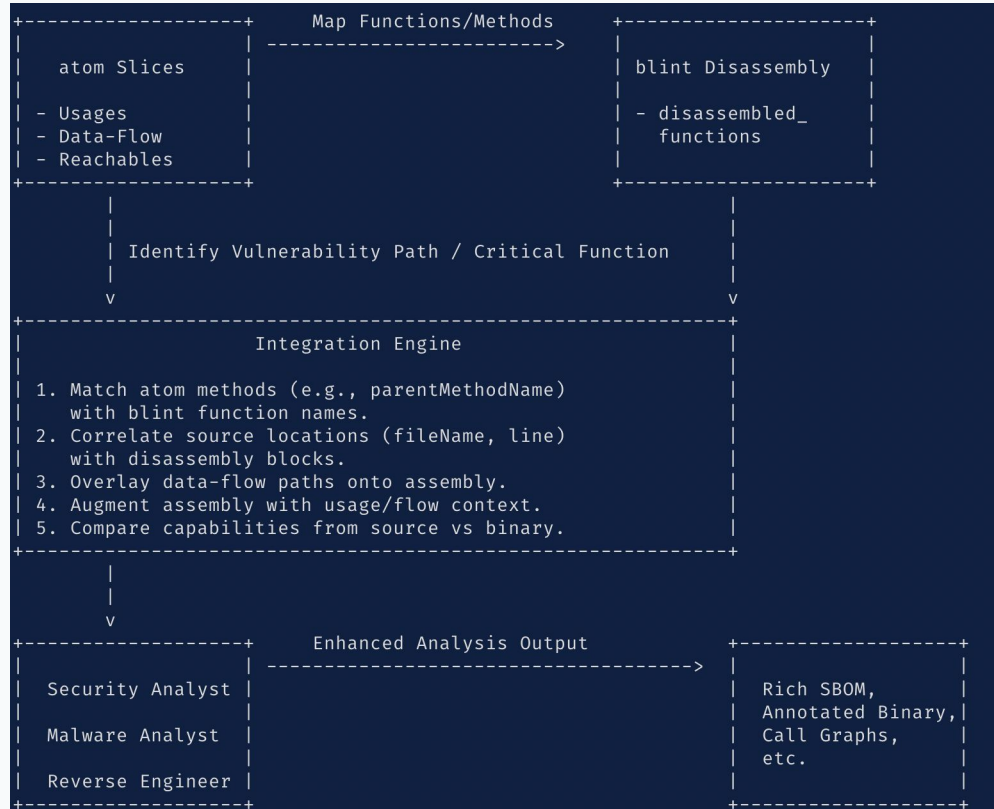 Map Functions/Methods
atom Slices
- Usages
- Data-Flow
- Reachables
blint Disassembly
- disassembled_
functions
Identify Vulnerability Path / Critical Function
Integration Engine
1. Match atom methods (e.g., parentMethodName)
with blint function names.
2. Correlate source locations (fileName, line)
with disassembly blocks.
3. Overlay data-flow paths onto assembly.
4. Augment assembly with usage/flow context.
5. Compare capabilities from source vs binary.
Enhanced Analysis Output
Security Analyst
Malware Analyst
Reverse Engineer
Rich SBOM,
Annotated Binary,
Call Graphs,
etc.